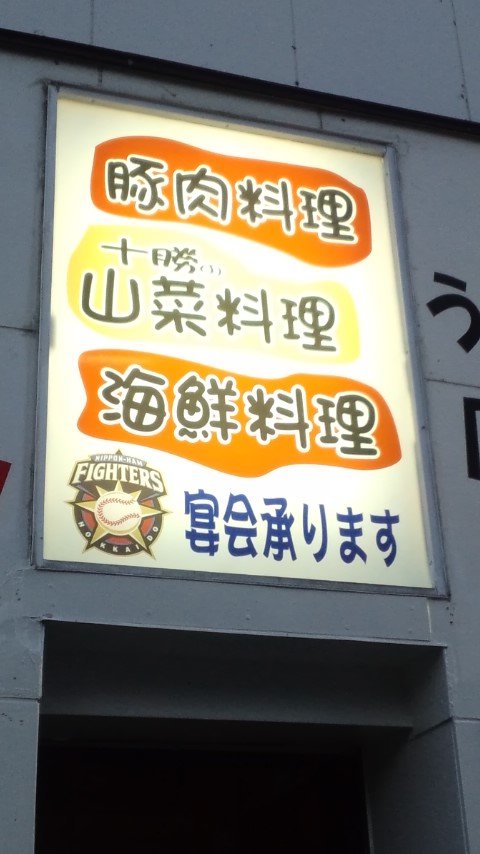 豚肉料理
十勝の
山菜料理
海鮮料理
NIPPON-HAM
FIGHTERS
HOKKAIDO
宴会承ります
う